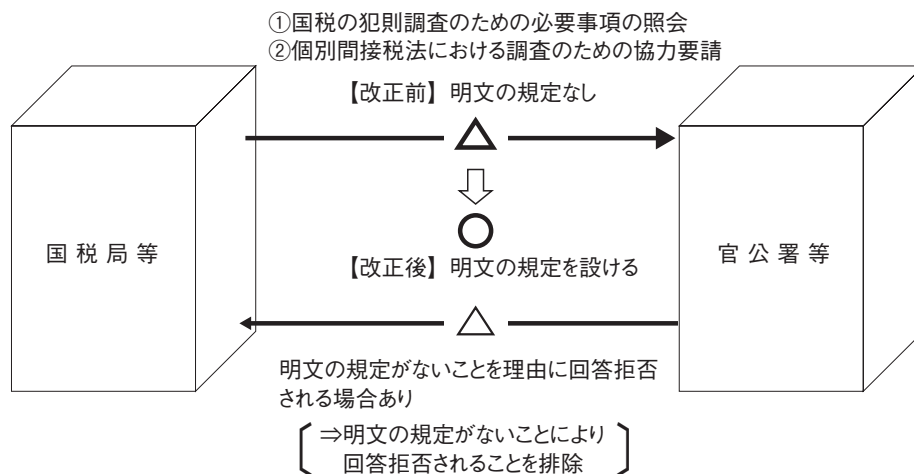 ①国税の犯則調査のための必要事項の照会
②個別間接税法における調査のための協力要請
【改正前】明文の規定なし
国税局等
官公署等
【改正後】明文の規定を設ける
明文の規定がないことを理由に回答拒否
される場合あり
⇒明文の規定がないことにより
回答拒否されることを排除